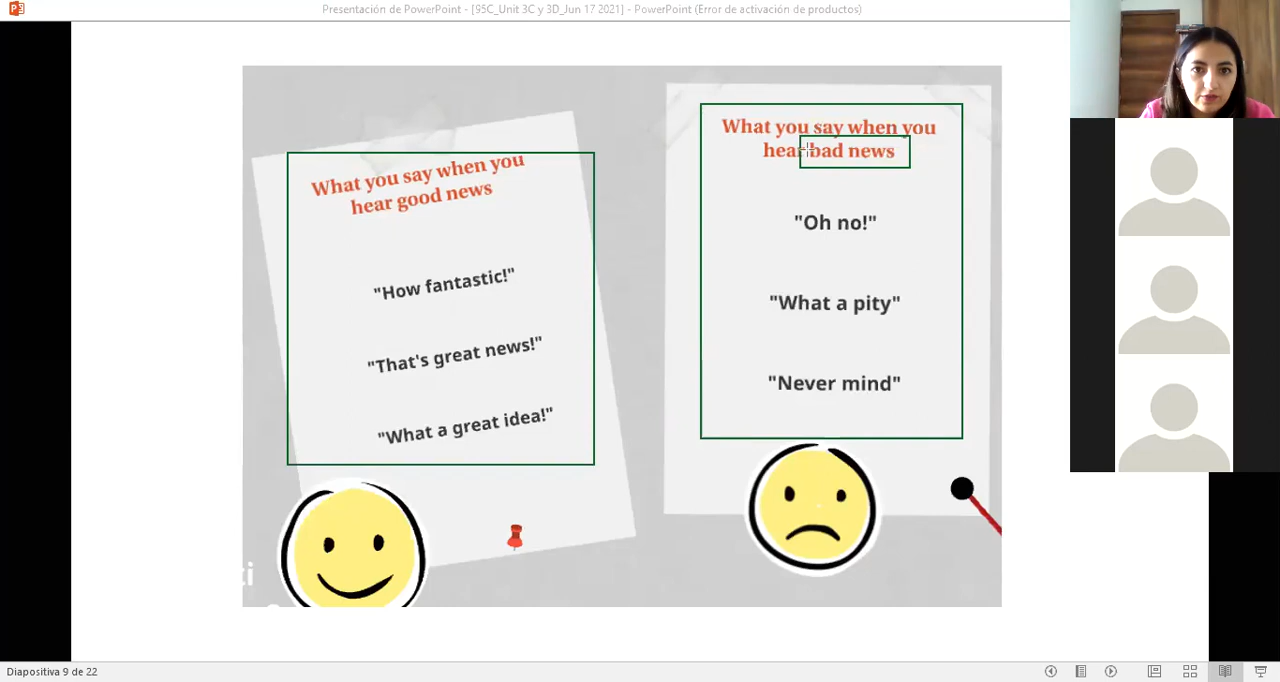 Presentación de PowerPoint - [95C_Unit 3C y 3D_Jun 17 2021] - PowerPoint (Error de activación de productos)
What you say when you
hear good news
"How fantastic!"
"That's great news!"
"What a great idea!"
What you say when you
hear bad news
"Oh no!"
"What a pity"
"Never mind"
Diapositiva 9 de 22